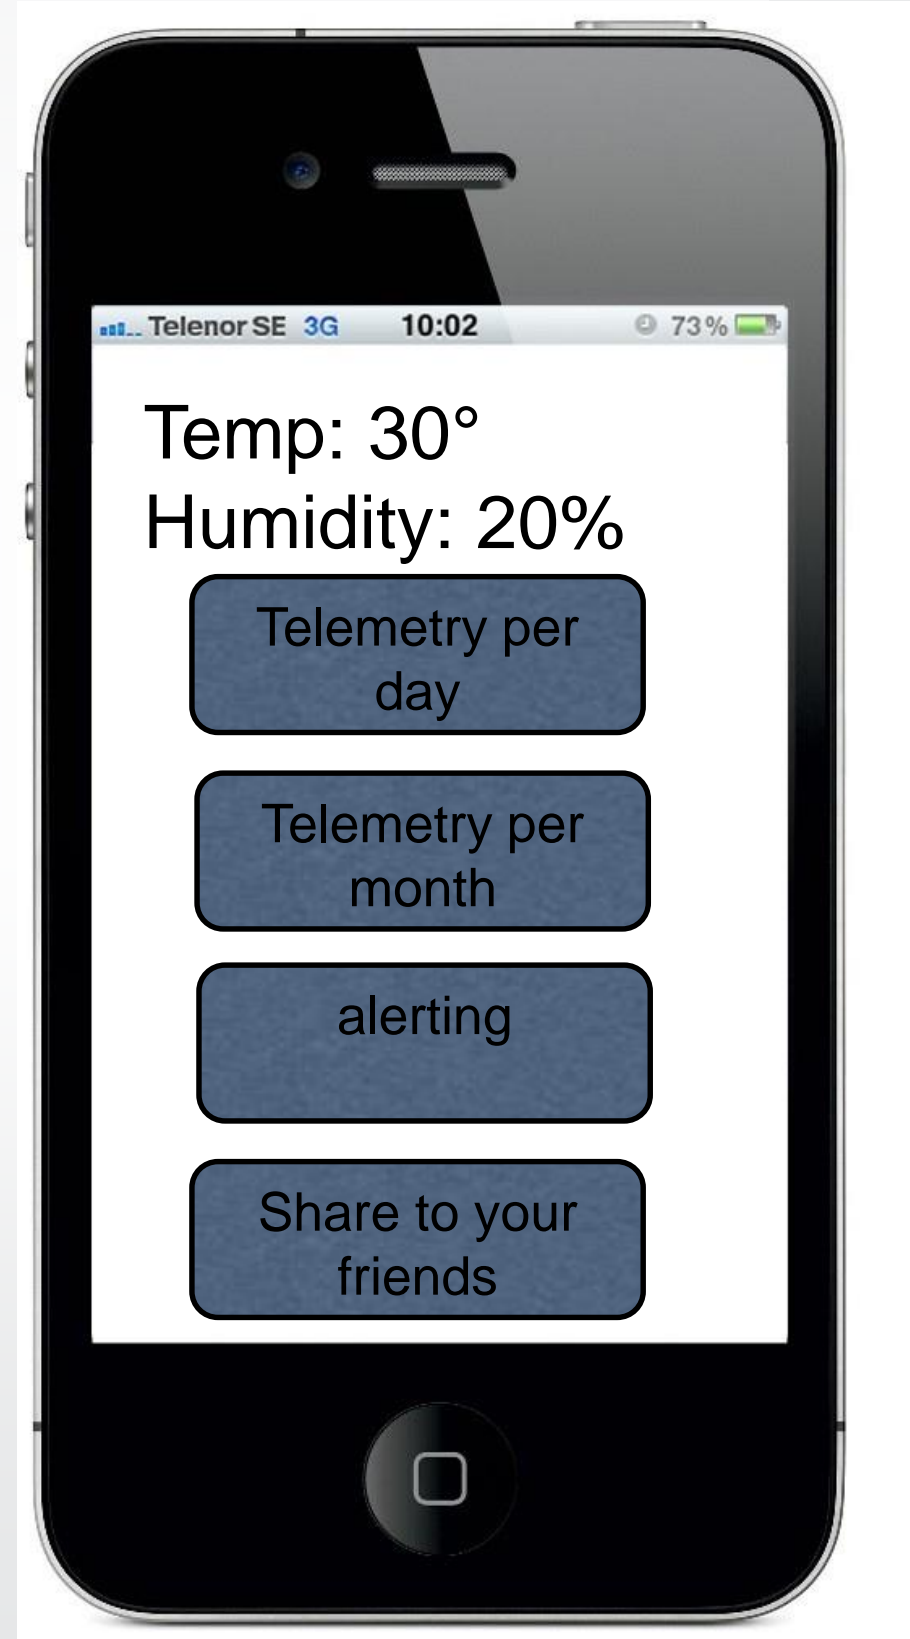 Telenor SE 3G 10:02 73%
Temp: 30°
Humidity: 20%
Telemetry per
day
Telemetry per
month
alerting
Share to your
friends